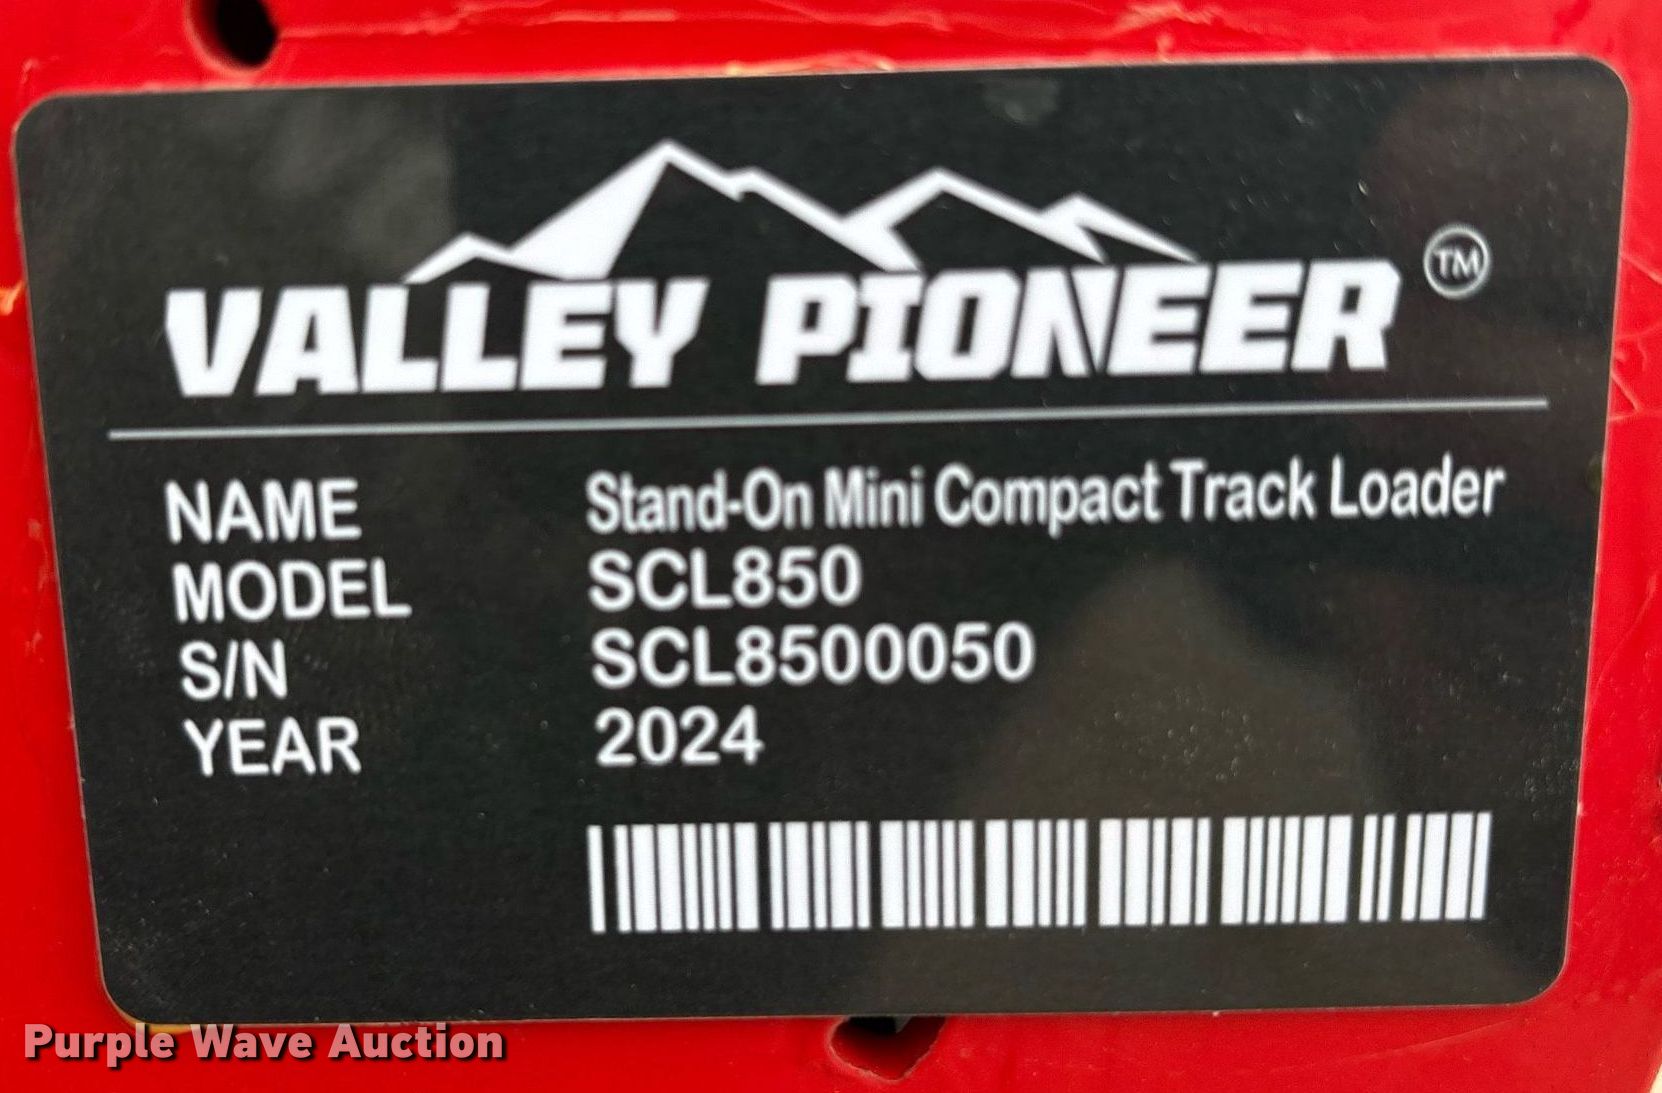 VALLEY PIONEER TM
NAME Stand-On Mini Compact Track Loader
MODEL SCL850
S/N SCL8500050
YEAR 2024
Purple Wave Auction